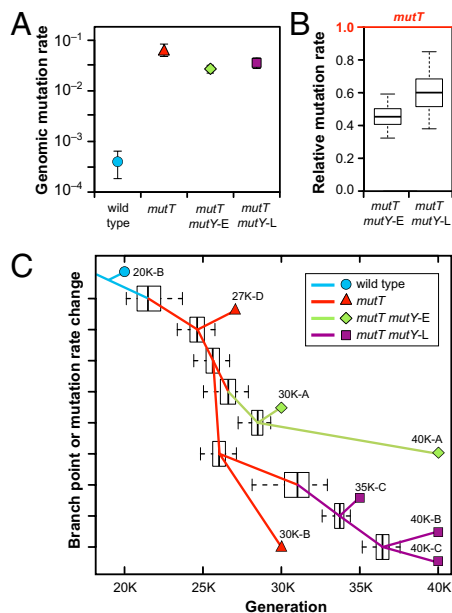 A
Genomic mutation rate
10⁻¹
10⁻²
10⁻³
10⁻⁴
wild type
mutT
mutT mutY-E
mutT mutY-L
B
mutT
Relative mutation rate
1.0
0.8
0.6
0.4
0.2
0.0
mutT mutY-E
mutT mutY-L
C
Branch point or mutation rate change
20K-B
27K-D
wild type
mutT
mutT mutY-E
mutT mutY-L
30K-A
40K-A
35K-C
40K-B
30K-B
40K-C
20K 25K 30K 35K 40K
Generation